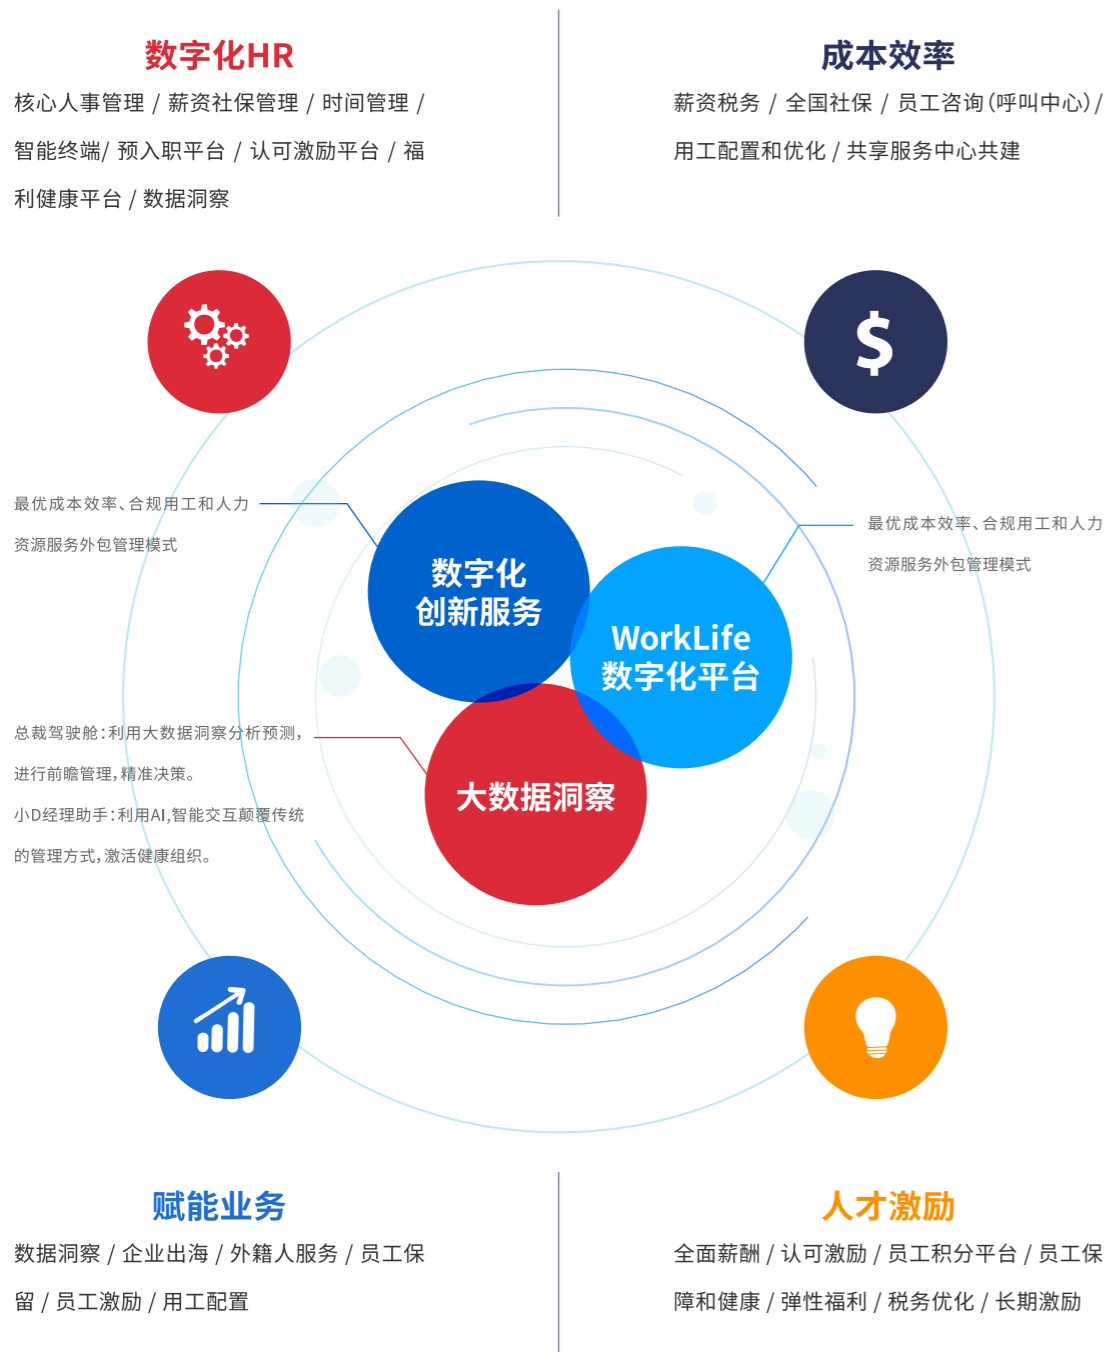 数字化HR
核心人事管理 / 薪资社保管理 / 时间管理 /
智能终端/ 预入职平台 / 认可激励平台 / 福
利健康平台 / 数据洞察
成本效率
薪资税务 / 全国社保 / 员工咨询(呼叫中心)/
用工配置和优化 / 共享服务中心共建
$
最优成本效率、合规用工和人力
资源服务外包管理模式
最优成本效率、合规用工和人力
资源服务外包管理模式
数字化
创新服务
WorkLife
数字化平台
大数据洞察
总裁驾驶舱：利用大数据洞察分析预测，
进行前瞻管理，精准决策。
小D经理助手：利用AI,智能交互颠覆传统
的管理方式，激活健康组织。
赋能业务
数据洞察 / 企业出海 / 外籍人服务 / 员工保
留 / 员工激励 / 用工配置
人才激励
全面薪酬 / 认可激励 / 员工积分平台 / 员工保
障和健康 / 弹性福利 / 税务优化 / 长期激励